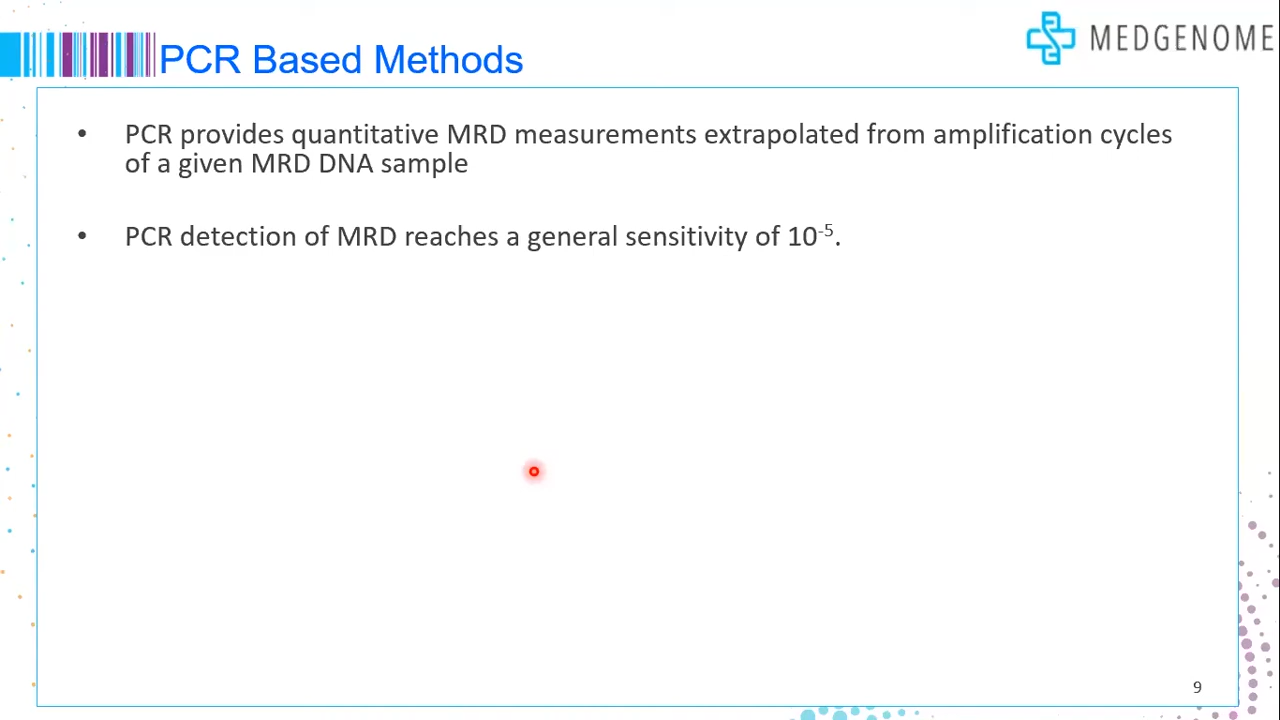 PCR Based Methods
MEDGENOME
• PCR provides quantitative MRD measurements extrapolated from amplification cycles
of a given MRD DNA sample
• PCR detection of MRD reaches a general sensitivity of 10⁻⁵.
9